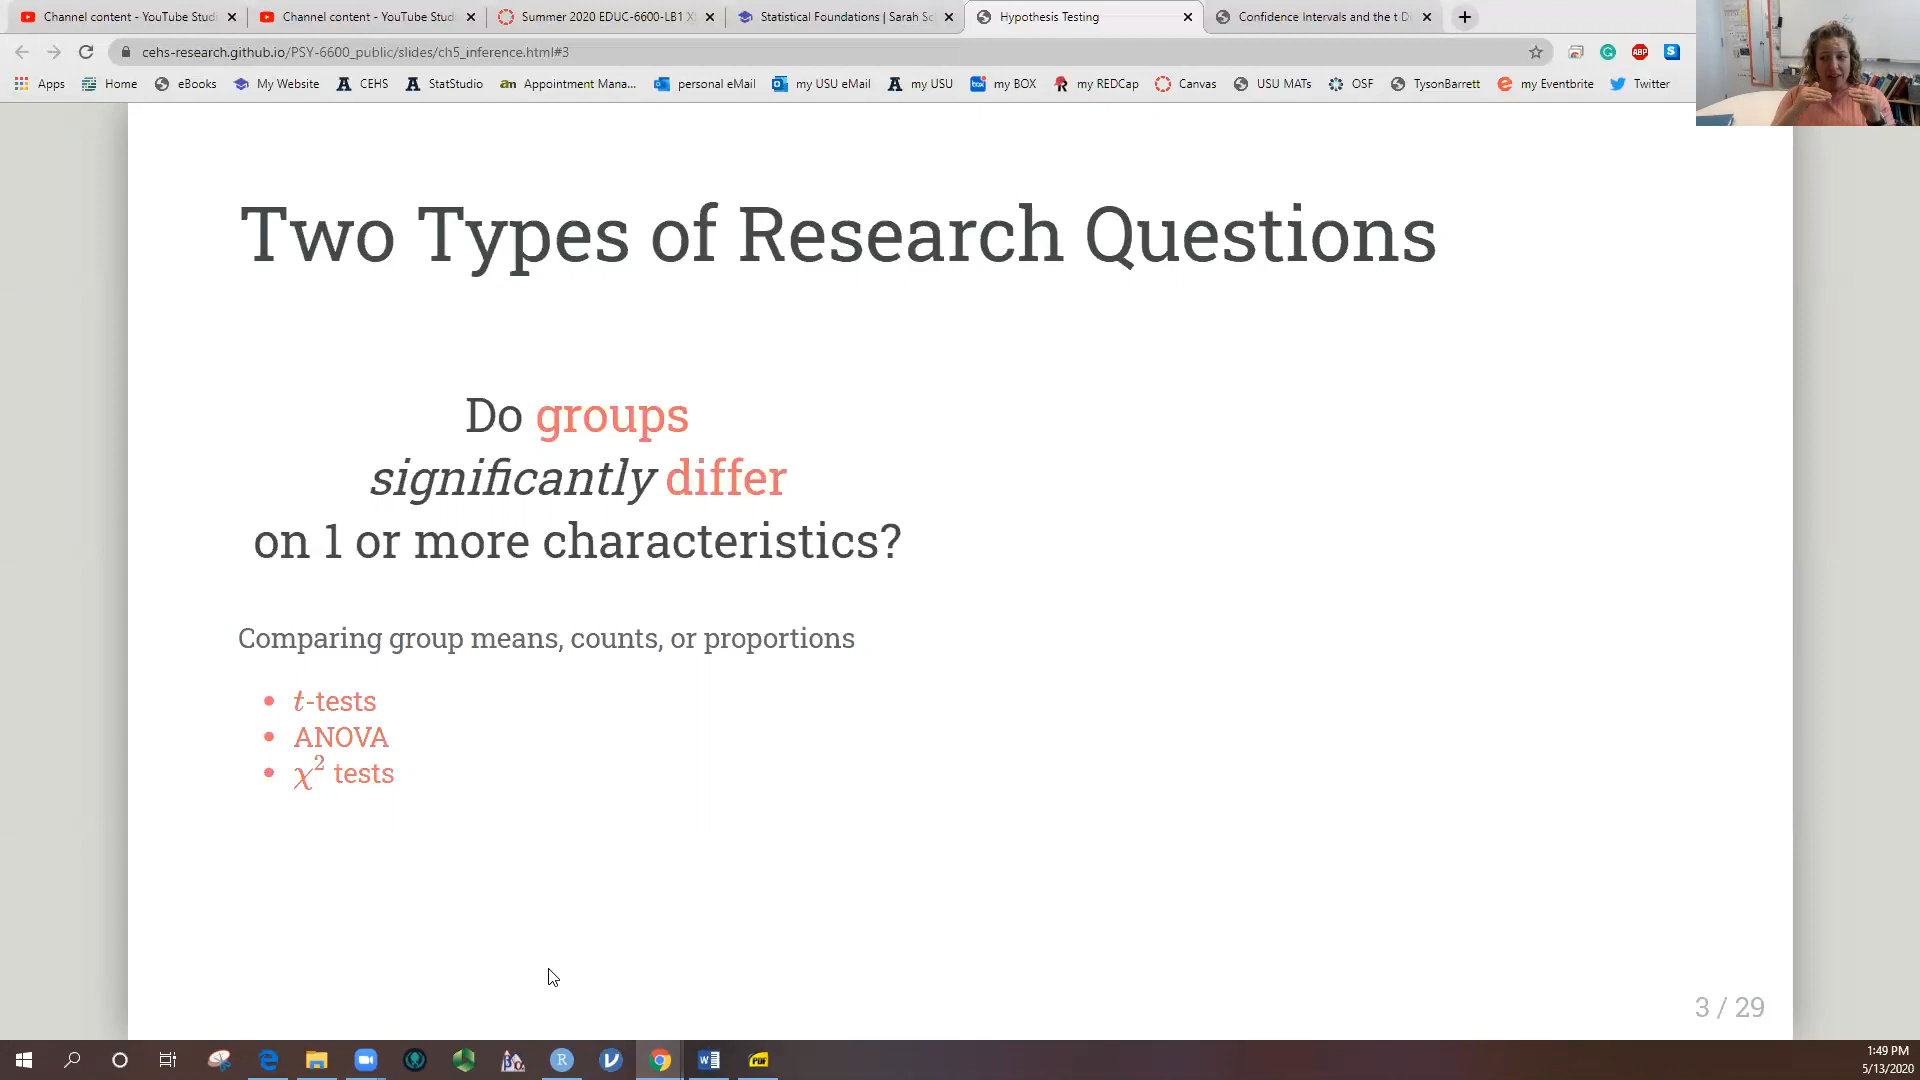 Channel content - YouTube Studi
Channel content - YouTube Studi
Summer 2020 EDUC-6600-LB1 X
Statistical Foundations | Sarah Sc
Hypothesis Testing
Confidence Intervals and the t D
cehs-research.github.io/PSY-6600_public/slides/ch5_inference.html#3
Apps
Home
eBooks
My Website
CEHS
StatStudio
Appointment Mana...
personal eMail
my USU eMail
my USU
my BOX
my REDCap
Canvas
USU MATs
OSF
TysonBarrett
my Eventbrite
Twitter
Two Types of Research Questions
Do groups
significantly differ
on 1 or more characteristics?
Comparing group means, counts, or proportions
• t-tests
• ANOVA
• χ² tests
3 / 29
1:49 PM
5/13/2020